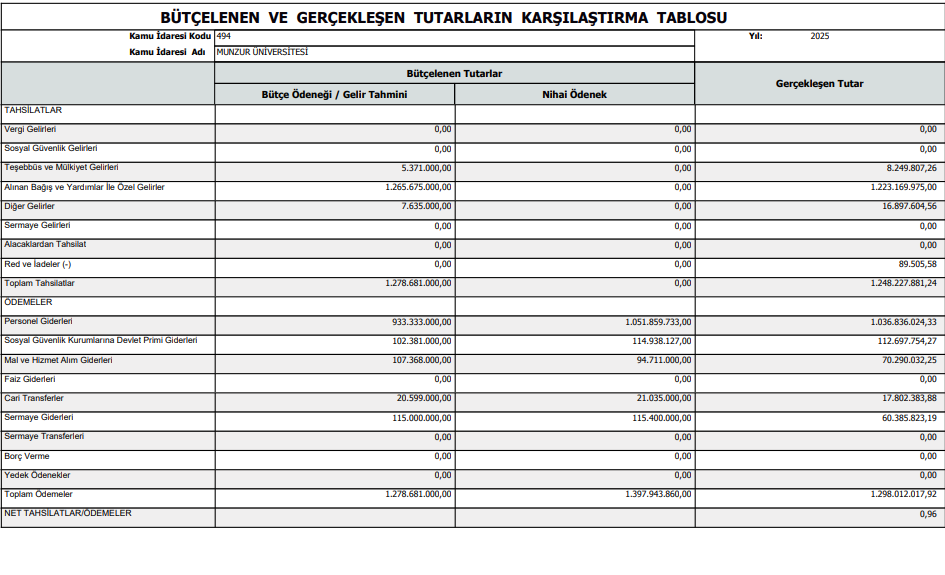 BÜTÇELENEN VE GERÇEKLEŞEN TUTARLARIN KARŞILAŞTIRMA TABLOSU
Kamu İdaresi Kodu 494 Yıl: 2025
Kamu İdaresi Adı MUNZUR ÜNİVERSİTESİ
Bütçelenen Tutarlar
Gerçekleşen Tutar
Bütçe Ödeneği / Gelir Tahmini Nihai Ödenek
TAHSİLATLAR
Vergi Gelirleri 0,00 0,00 0,00
Sosyal Güvenlik Gelirleri 0,00 0,00 0,00
Teşebbüs ve Mülkiyet Gelirleri 5.371.000,00 0,00 8.249.807,26
Alınan Bağış ve Yardımlar İle Özel Gelirler 1.265.675.000,00 0,00 1.223.169.975,00
Diğer Gelirler 7.635.000,00 0,00 16.897.604,56
Sermaye Gelirleri 0,00 0,00 0,00
Alacaklardan Tahsilat 0,00 0,00 0,00
Red ve İadeler (-) 0,00 0,00 89.505,58
Toplam Tahsilatlar 1.278.681.000,00 0,00 1.248.227.881,24
ÖDEMELER
Personel Giderleri 933.333.000,00 1.051.859.733,00 1.036.836.024,33
Sosyal Güvenlik Kurumlarına Devlet Primi Giderleri 102.381.000,00 114.938.127,00 112.697.754,27
Mal ve Hizmet Alım Giderleri 107.368.000,00 94.711.000,00 70.290.032,25
Faiz Giderleri 0,00 0,00 0,00
Cari Transferler 20.599.000,00 21.035.000,00 17.802.383,88
Sermaye Giderleri 115.000.000,00 115.400.000,00 60.385.823,19
Sermaye Transferleri 0,00 0,00 0,00
Borç Verme 0,00 0,00 0,00
Yedek Ödenekler 0,00 0,00 0,00
Toplam Ödemeler 1.278.681.000,00 1.397.943.860,00 1.298.012.017,92
NET TAHSİLATLAR/ÖDEMELER 0,96